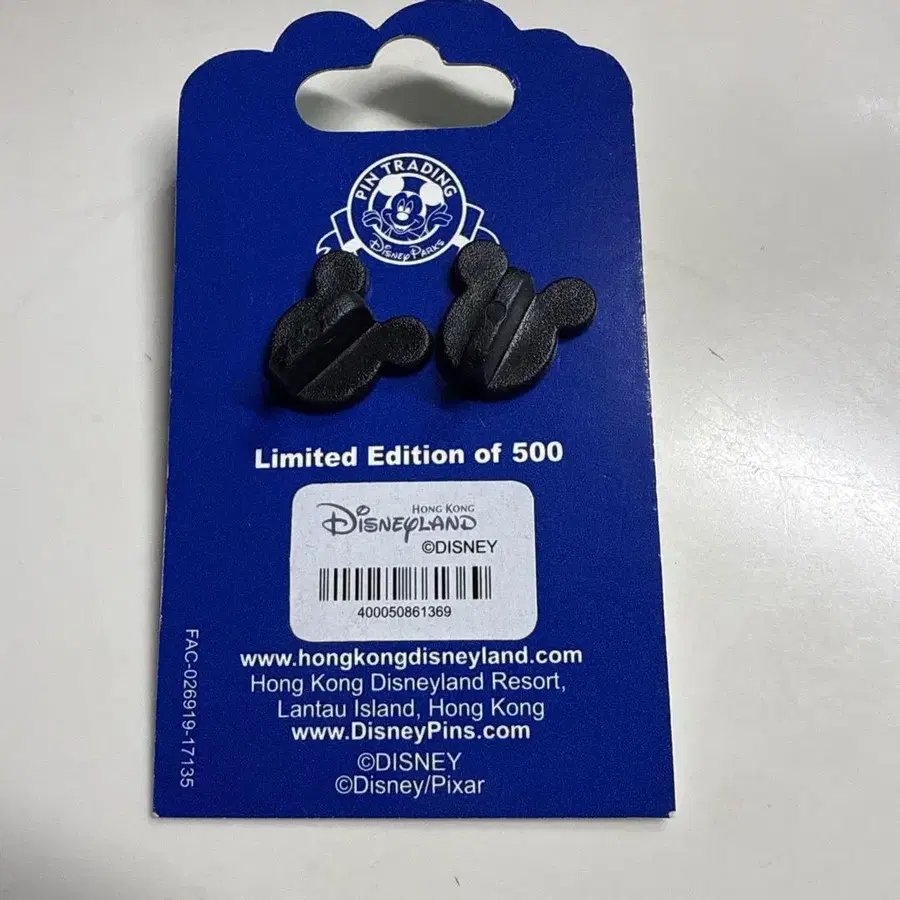 PIN TRADING
DISNEY PARKS
Limited Edition of 500
HONG KONG
DISNEYLAND
©DISNEY
400050861369
www.hongkongdisneyland.com
Hong Kong Disneyland Resort,
Lantau Island, Hong Kong
www.DisneyPins.com
©DISNEY
©Disney/Pixar
FAC-026919-17135